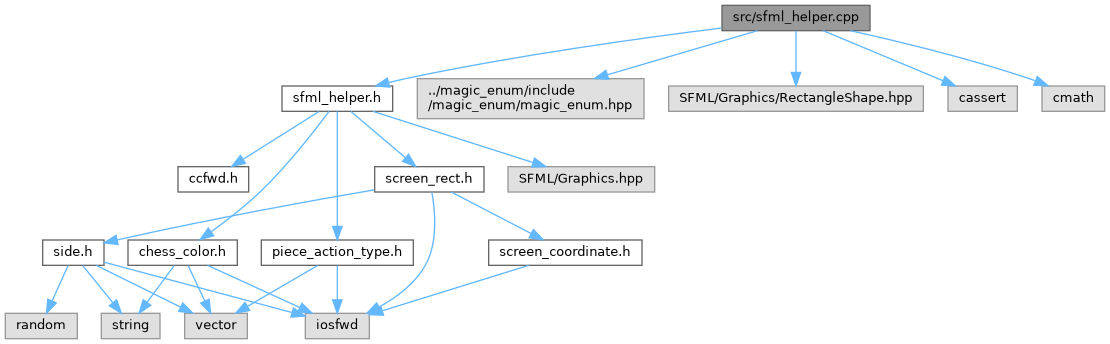 src/sfml_helper.cpp
sfml_helper.h
../magic_enum/include
/magic_enum/magic_enum.hpp
SFML/Graphics/RectangleShape.hpp
cassert
cmath
ccfwd.h
screen_rect.h
SFML/Graphics.hpp
side.h
chess_color.h
piece_action_type.h
screen_coordinate.h
random
string
vector
iosfwd